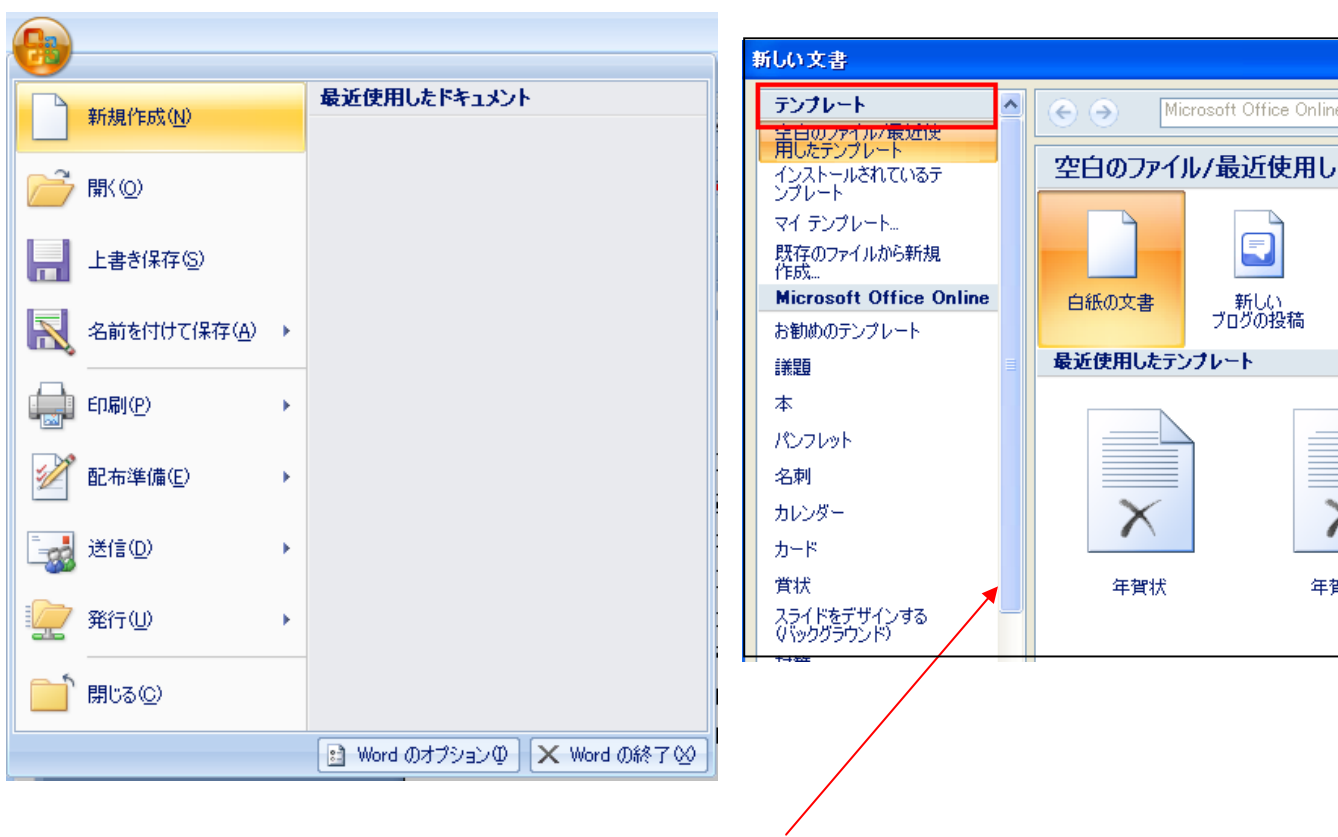 新規作成(N)
開く(O)
上書き保存(S)
名前を付けて保存(A)
印刷(P)
配布準備(E)
送信(D)
発行(U)
閉じる(C)
最近使用したドキュメント
Word のオプション(I)
Word の終了(X)
新しい文書
テンプレート
空白のファイル/最近使
用したテンプレート
インストールされているテ
ンプレート
マイ テンプレート...
既存のファイルから新規
作成...
Microsoft Office Online
お勧めのテンプレート
議題
本
パンフレット
名刺
カレンダー
カード
賞状
スライドをデザインする
(バックグラウンド)
Microsoft Office Online
空白のファイル/最近使用し
白紙の文書
新しい
ブログの投稿
最近使用したテンプレート
年賀状
年賀